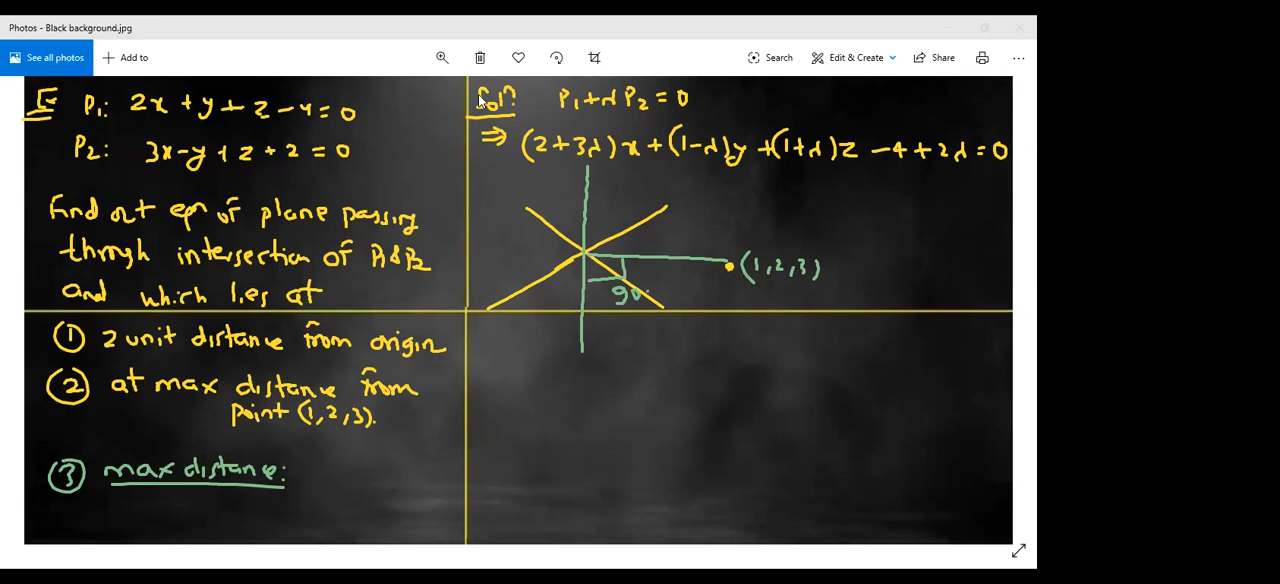 Photos - Black background.jpg
See all photos
Add to
Search
Edit & Create
Share
Ex P1: 2x + y + z - 4 = 0
P2: 3x - y + z + 2 = 0
Find out eqn of plane passing
through intersection of P1 & P2
and which lies at
① 2 unit distance from origin
② at max distance from
point (1, 2, 3).
③ max distance:
Solⁿ: P1 + λ P2 = 0
⇒ (2 + 3λ)x + (1 - λ)y + (1 + λ)z - 4 + 2λ = 0
(1, 2, 3)
90